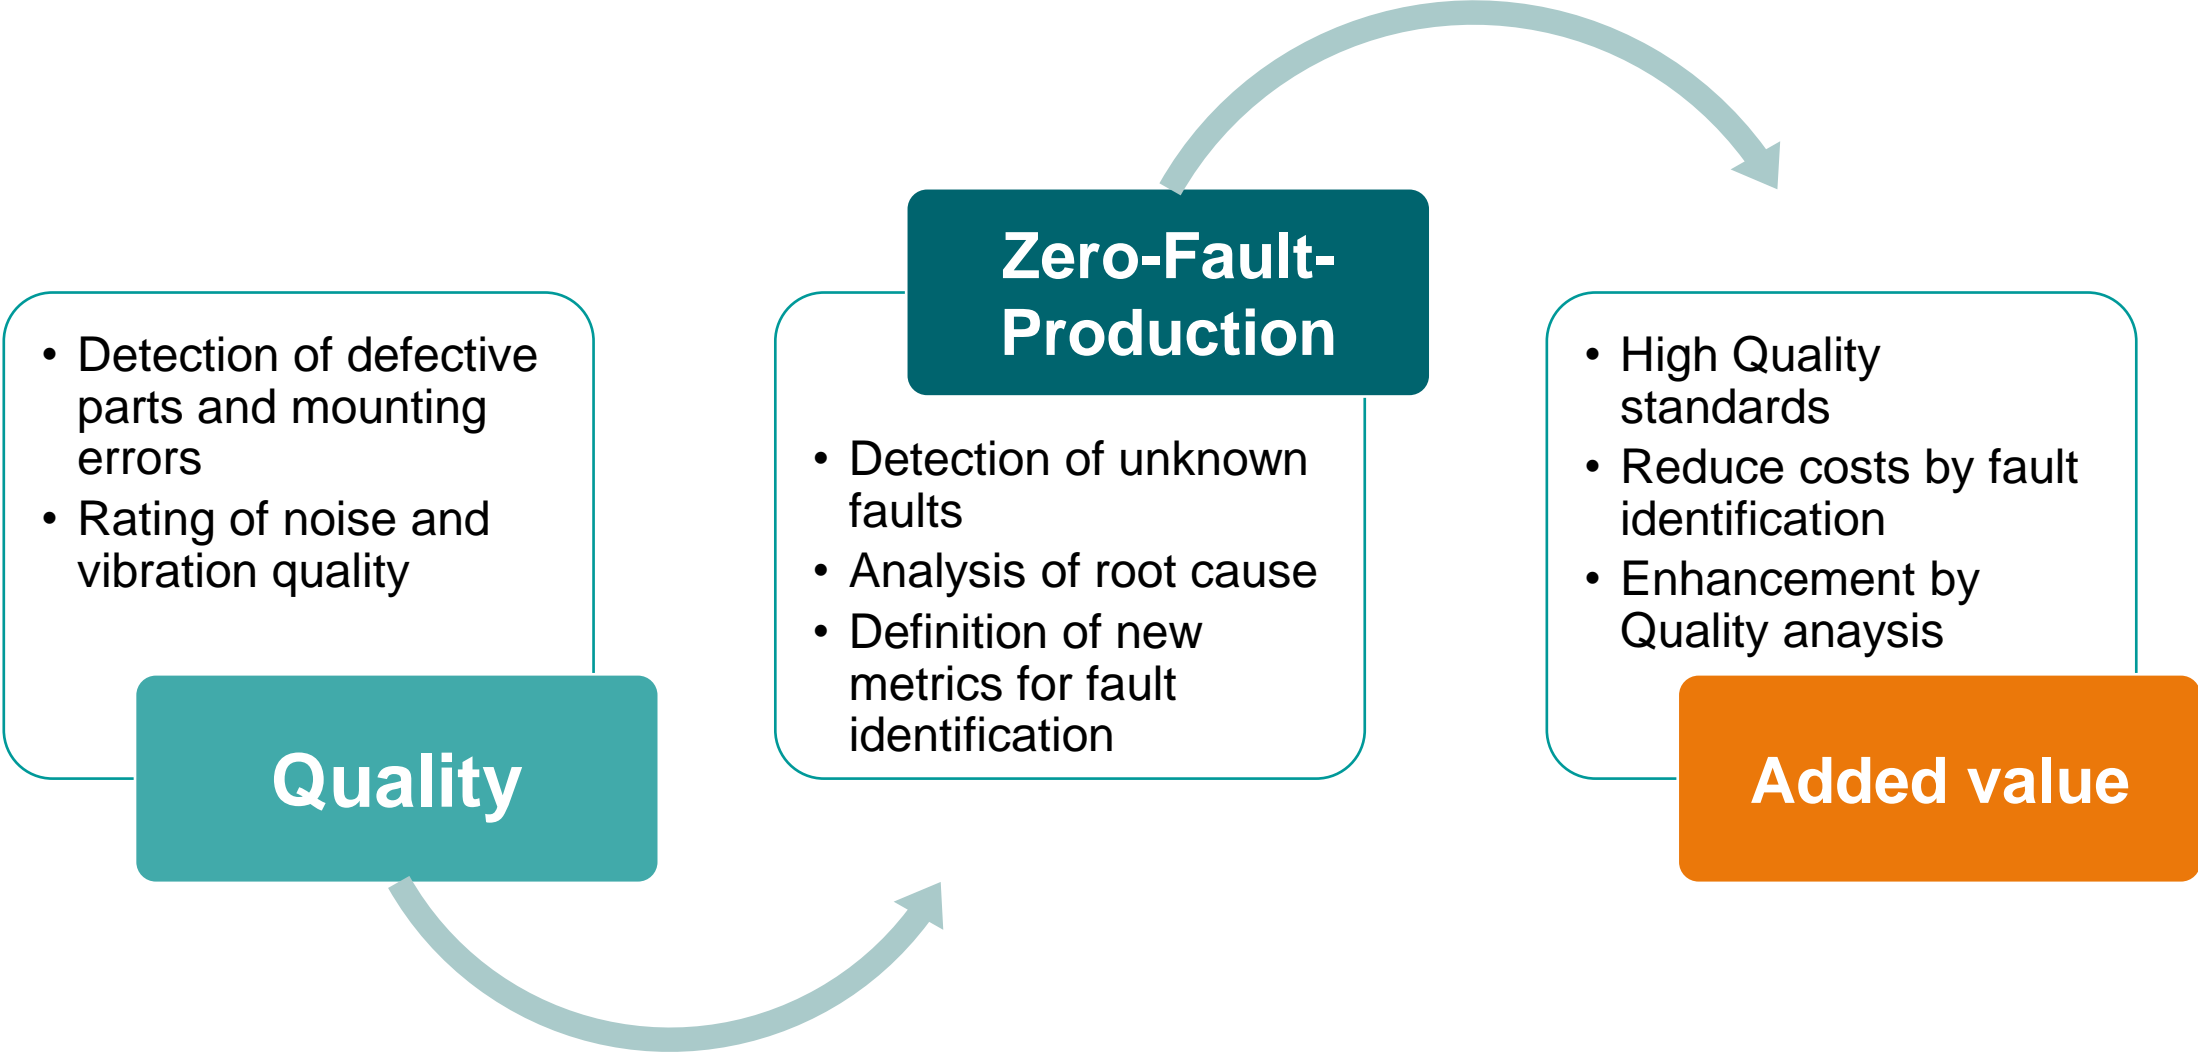 • Detection of defective
parts and mounting
errors
• Rating of noise and
vibration quality
Quality
Zero-Fault-
Production
• Detection of unknown
faults
• Analysis of root cause
• Definition of new
metrics for fault
identification
• High Quality
standards
• Reduce costs by fault
identification
• Enhancement by
Quality anaysis
Added value